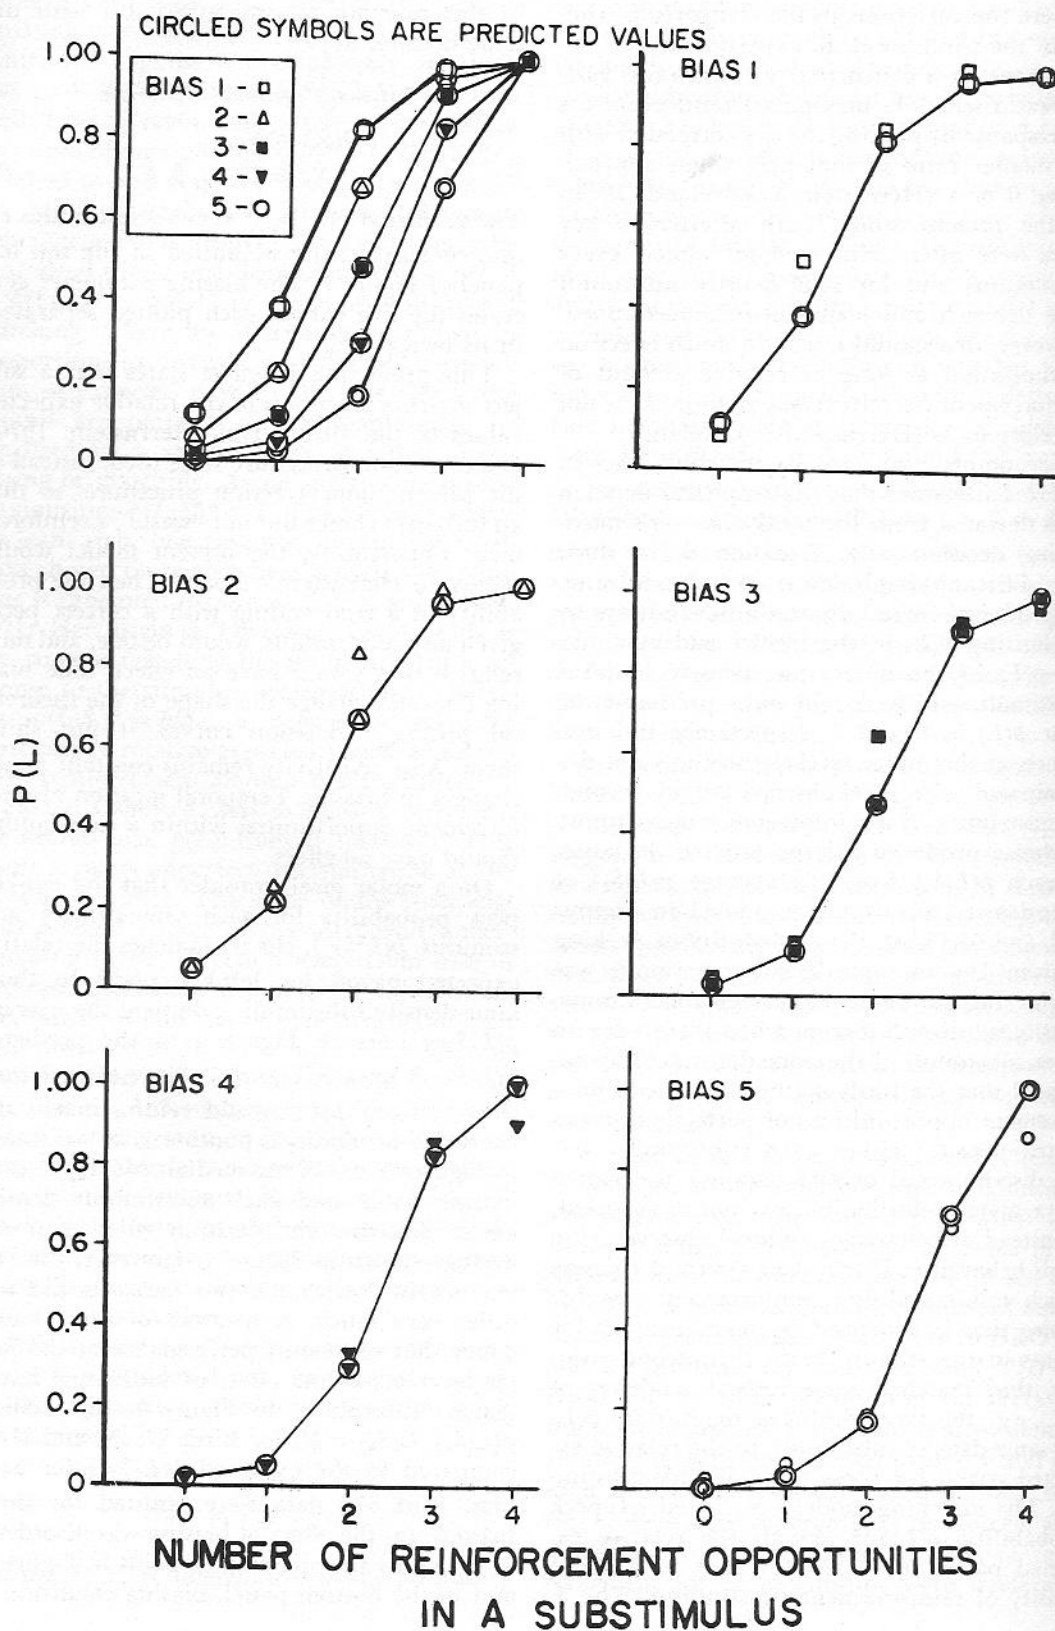 CIRCLED SYMBOLS ARE PREDICTED VALUES
1.00
0.8
0.6
0.4
0.2
0
BIAS 1 -
2 -
3 -
4 -
5 -
BIAS 1
1.00
0.8
0.6
0.4
0.2
0
BIAS 2
BIAS 3
P(L)
1.00
0.8
0.6
0.4
0.2
0
BIAS 4
0 1 2 3 4
BIAS 5
0 1 2 3 4
NUMBER OF REINFORCEMENT OPPORTUNITIES
IN A SUBSTIMULUS